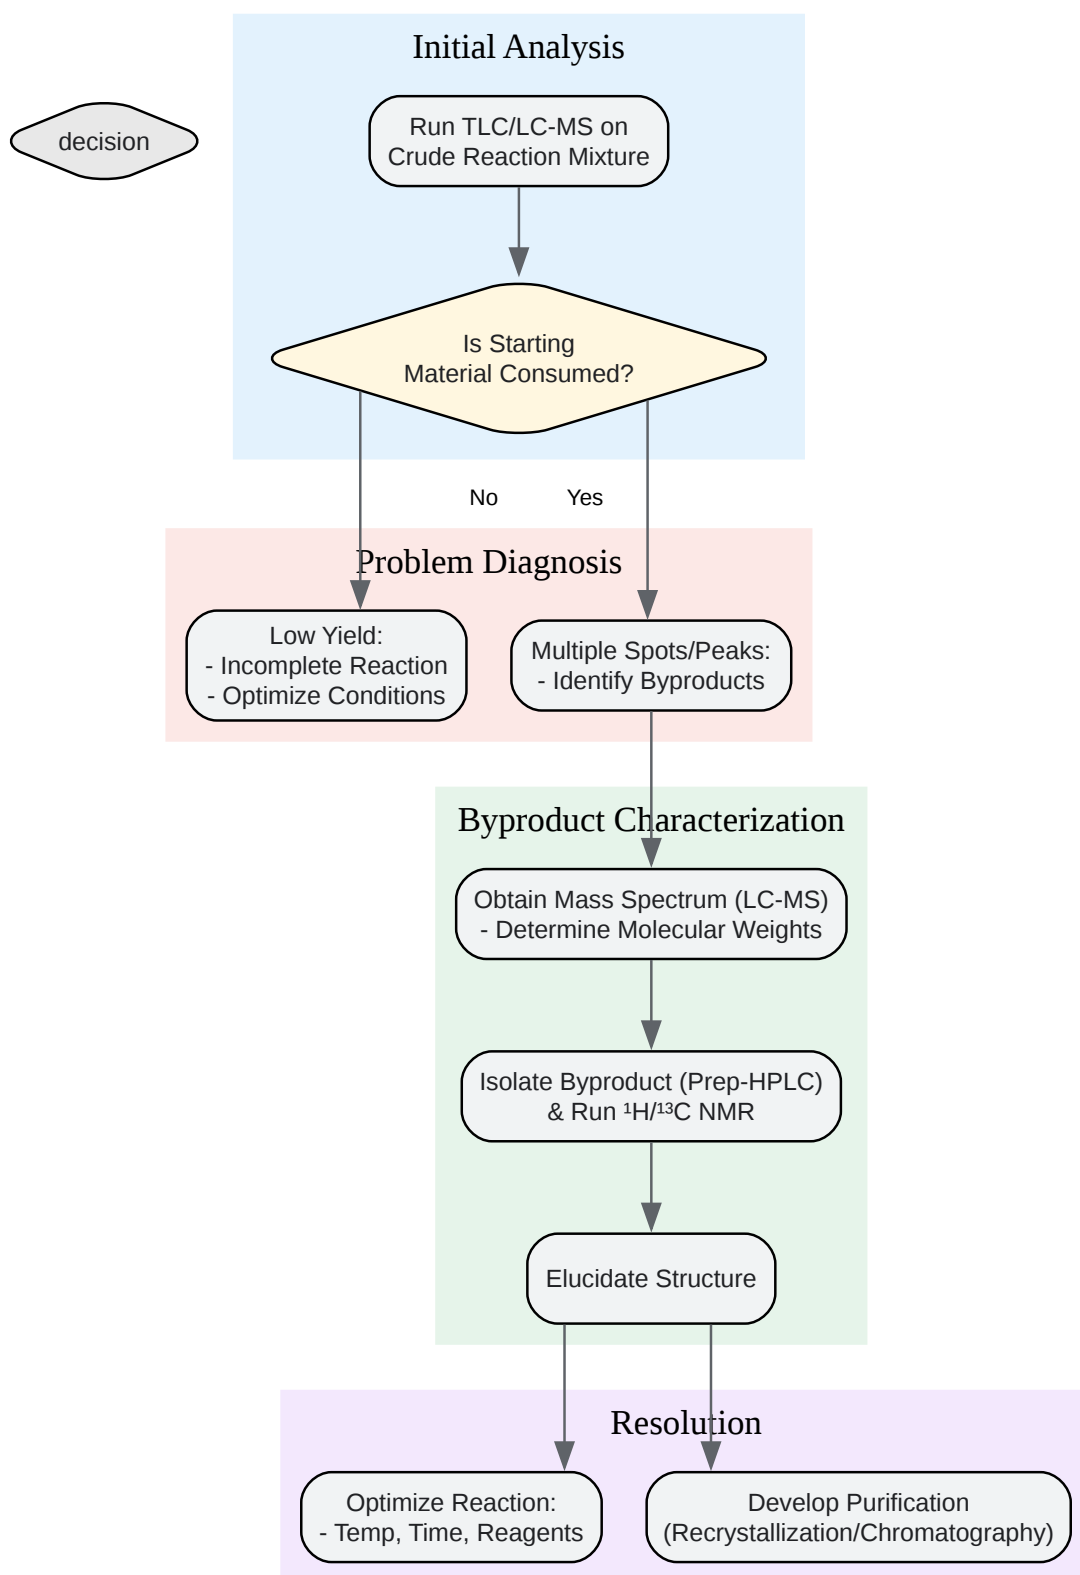 Initial Analysis
decision
Run TLC/LC-MS on
Crude Reaction Mixture
Is Starting
Material Consumed?
No
Yes
Problem Diagnosis
Low Yield:
- Incomplete Reaction
- Optimize Conditions
Multiple Spots/Peaks:
- Identify Byproducts
Byproduct Characterization
Obtain Mass Spectrum (LC-MS)
- Determine Molecular Weights
Isolate Byproduct (Prep-HPLC)
& Run ¹H/¹³C NMR
Elucidate Structure
Resolution
Optimize Reaction:
- Temp, Time, Reagents
Develop Purification
(Recrystallization/Chromatography)